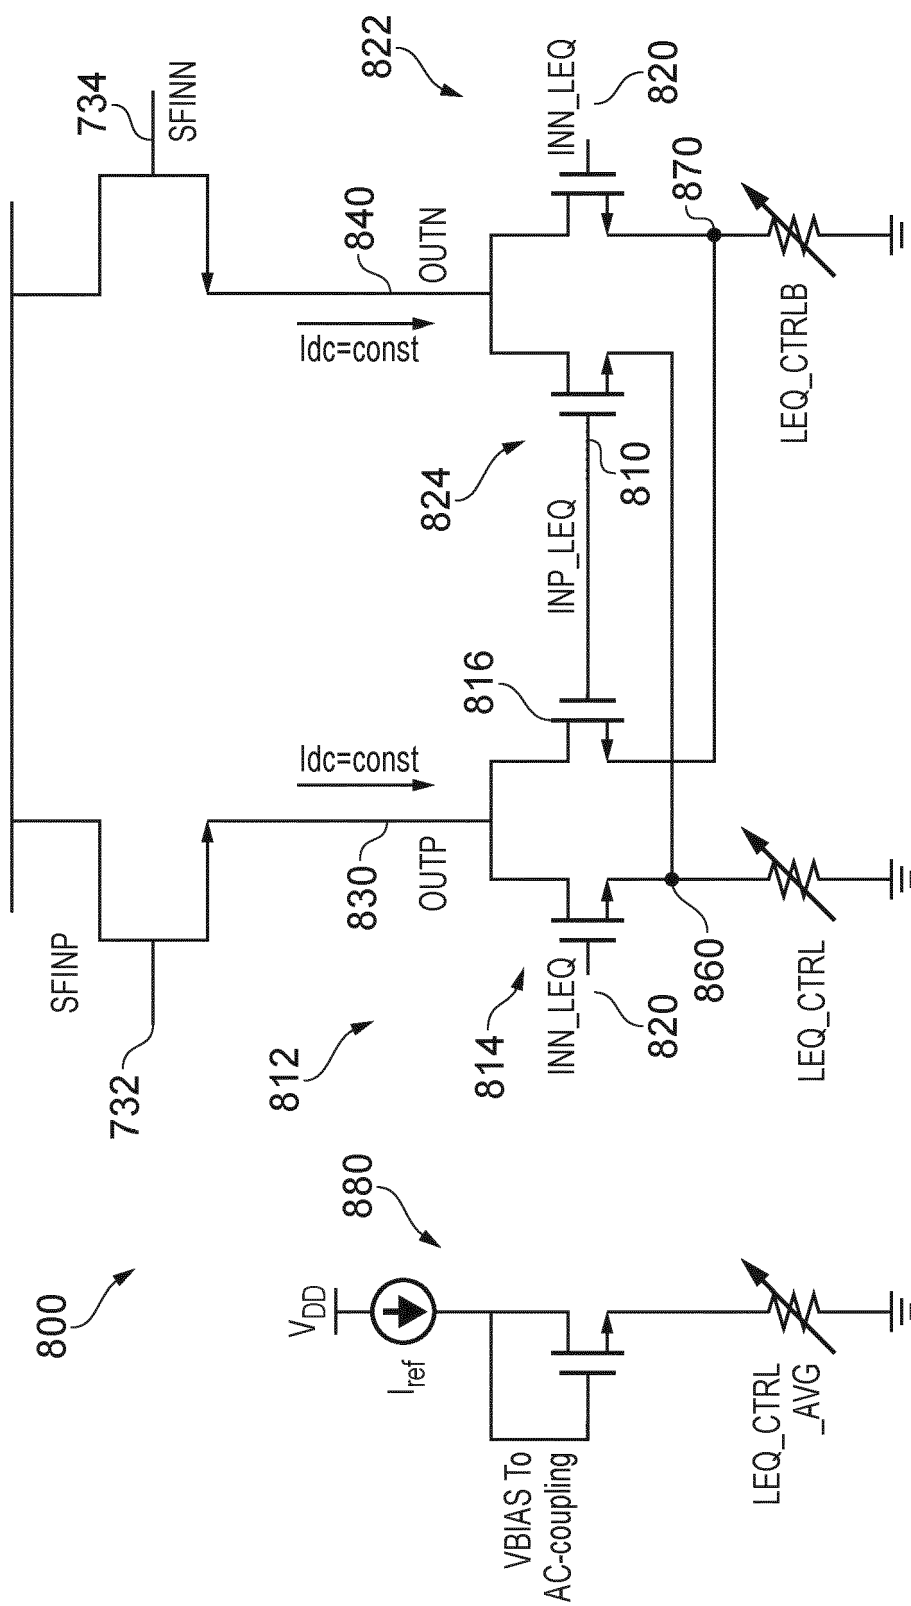 800
VDD
Iref
880
VBIAS To
AC-coupling
LEQ_CTRL
_AVG
732
SFINP
812
814
INN_LEQ
820
830
OUTP
Idc=const
816
860
LEQ_CTRL
INP_LEQ
824
810
Idc=const
840
OUTN
734
SFINN
822
INN_LEQ
820
870
LEQ_CTRLB